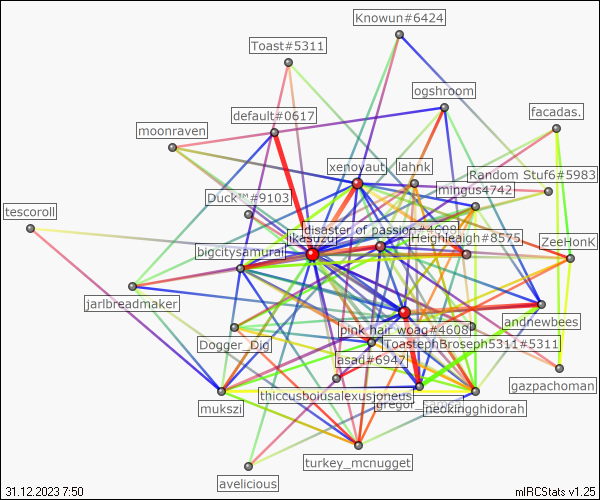 Knowun#6424
Toast#5311
ogshroom
facadas.
default#0617
moonraven
xenovaut
lahnk
Random Stuf6#5983
mingus4742
Duck™#9103
tescoroll
disaster of passion#4698
ikasuzu
Heighleaigh#8575
ZeeHonK
bigcitysamurai
jarlbreadmaker
andnewbees
pink hair woag#4608
Dogger_Dig
ToastephBroseph5311#5311
asad#6947
gazpachoman
thiccusboiusalexusjoneus
mukszi
neokingghidorah
turkey_mcnugget
avelicious
31.12.2023 7:50
mIRCStats v1.25